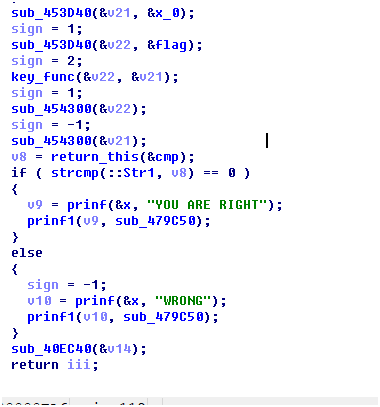 sub_453D40(&v21, &x_0);
sign = 1;
sub_453D40(&v22, &flag);
sign = 2;
key_func(&v22, &v21);
sign = 1;
sub_454300(&v22);
sign = -1;
sub_454300(&v21);
v8 = return_this(&cmp);
if ( strcmp(::Str1, v8) == 0 )
{
v9 = prinf(&x, "YOU ARE RIGHT");
prinf1(v9, sub_479C50);
}
else
{
sign = -1;
v10 = prinf(&x, "WRONG");
prinf1(v10, sub_479C50);
}
sub_40EC40(&v14);
return iii;